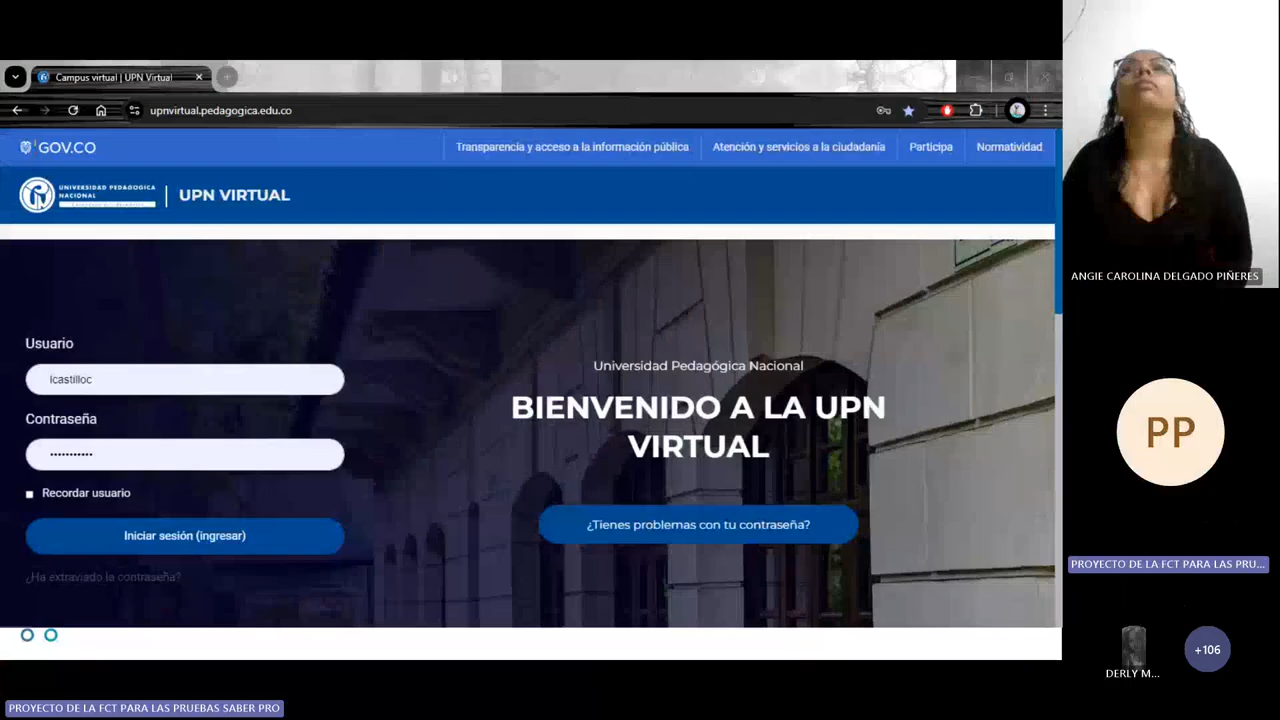 Campus virtual | UPN Virtual
upnvirtual.pedagogica.edu.co
GOV.CO
Transparencia y acceso a la información pública
Atención y servicios a la ciudadanía
Participa
Normatividad
UNIVERSIDAD PEDAGOGICA
NACIONAL
UPN VIRTUAL
Usuario
lcastilloc
Contraseña
•••••••••••
Recordar usuario
Iniciar sesión (ingresar)
¿Ha extraviado la contraseña?
Universidad Pedagógica Nacional
BIENVENIDO A LA UPN
VIRTUAL
¿Tienes problemas con tu contraseña?
ANGIE CAROLINA DELGADO PIÑERES
PP
PROYECTO DE LA FCT PARA LAS PRU...
DERLY M...
+106
PROYECTO DE LA FCT PARA LAS PRUEBAS SABER PRO